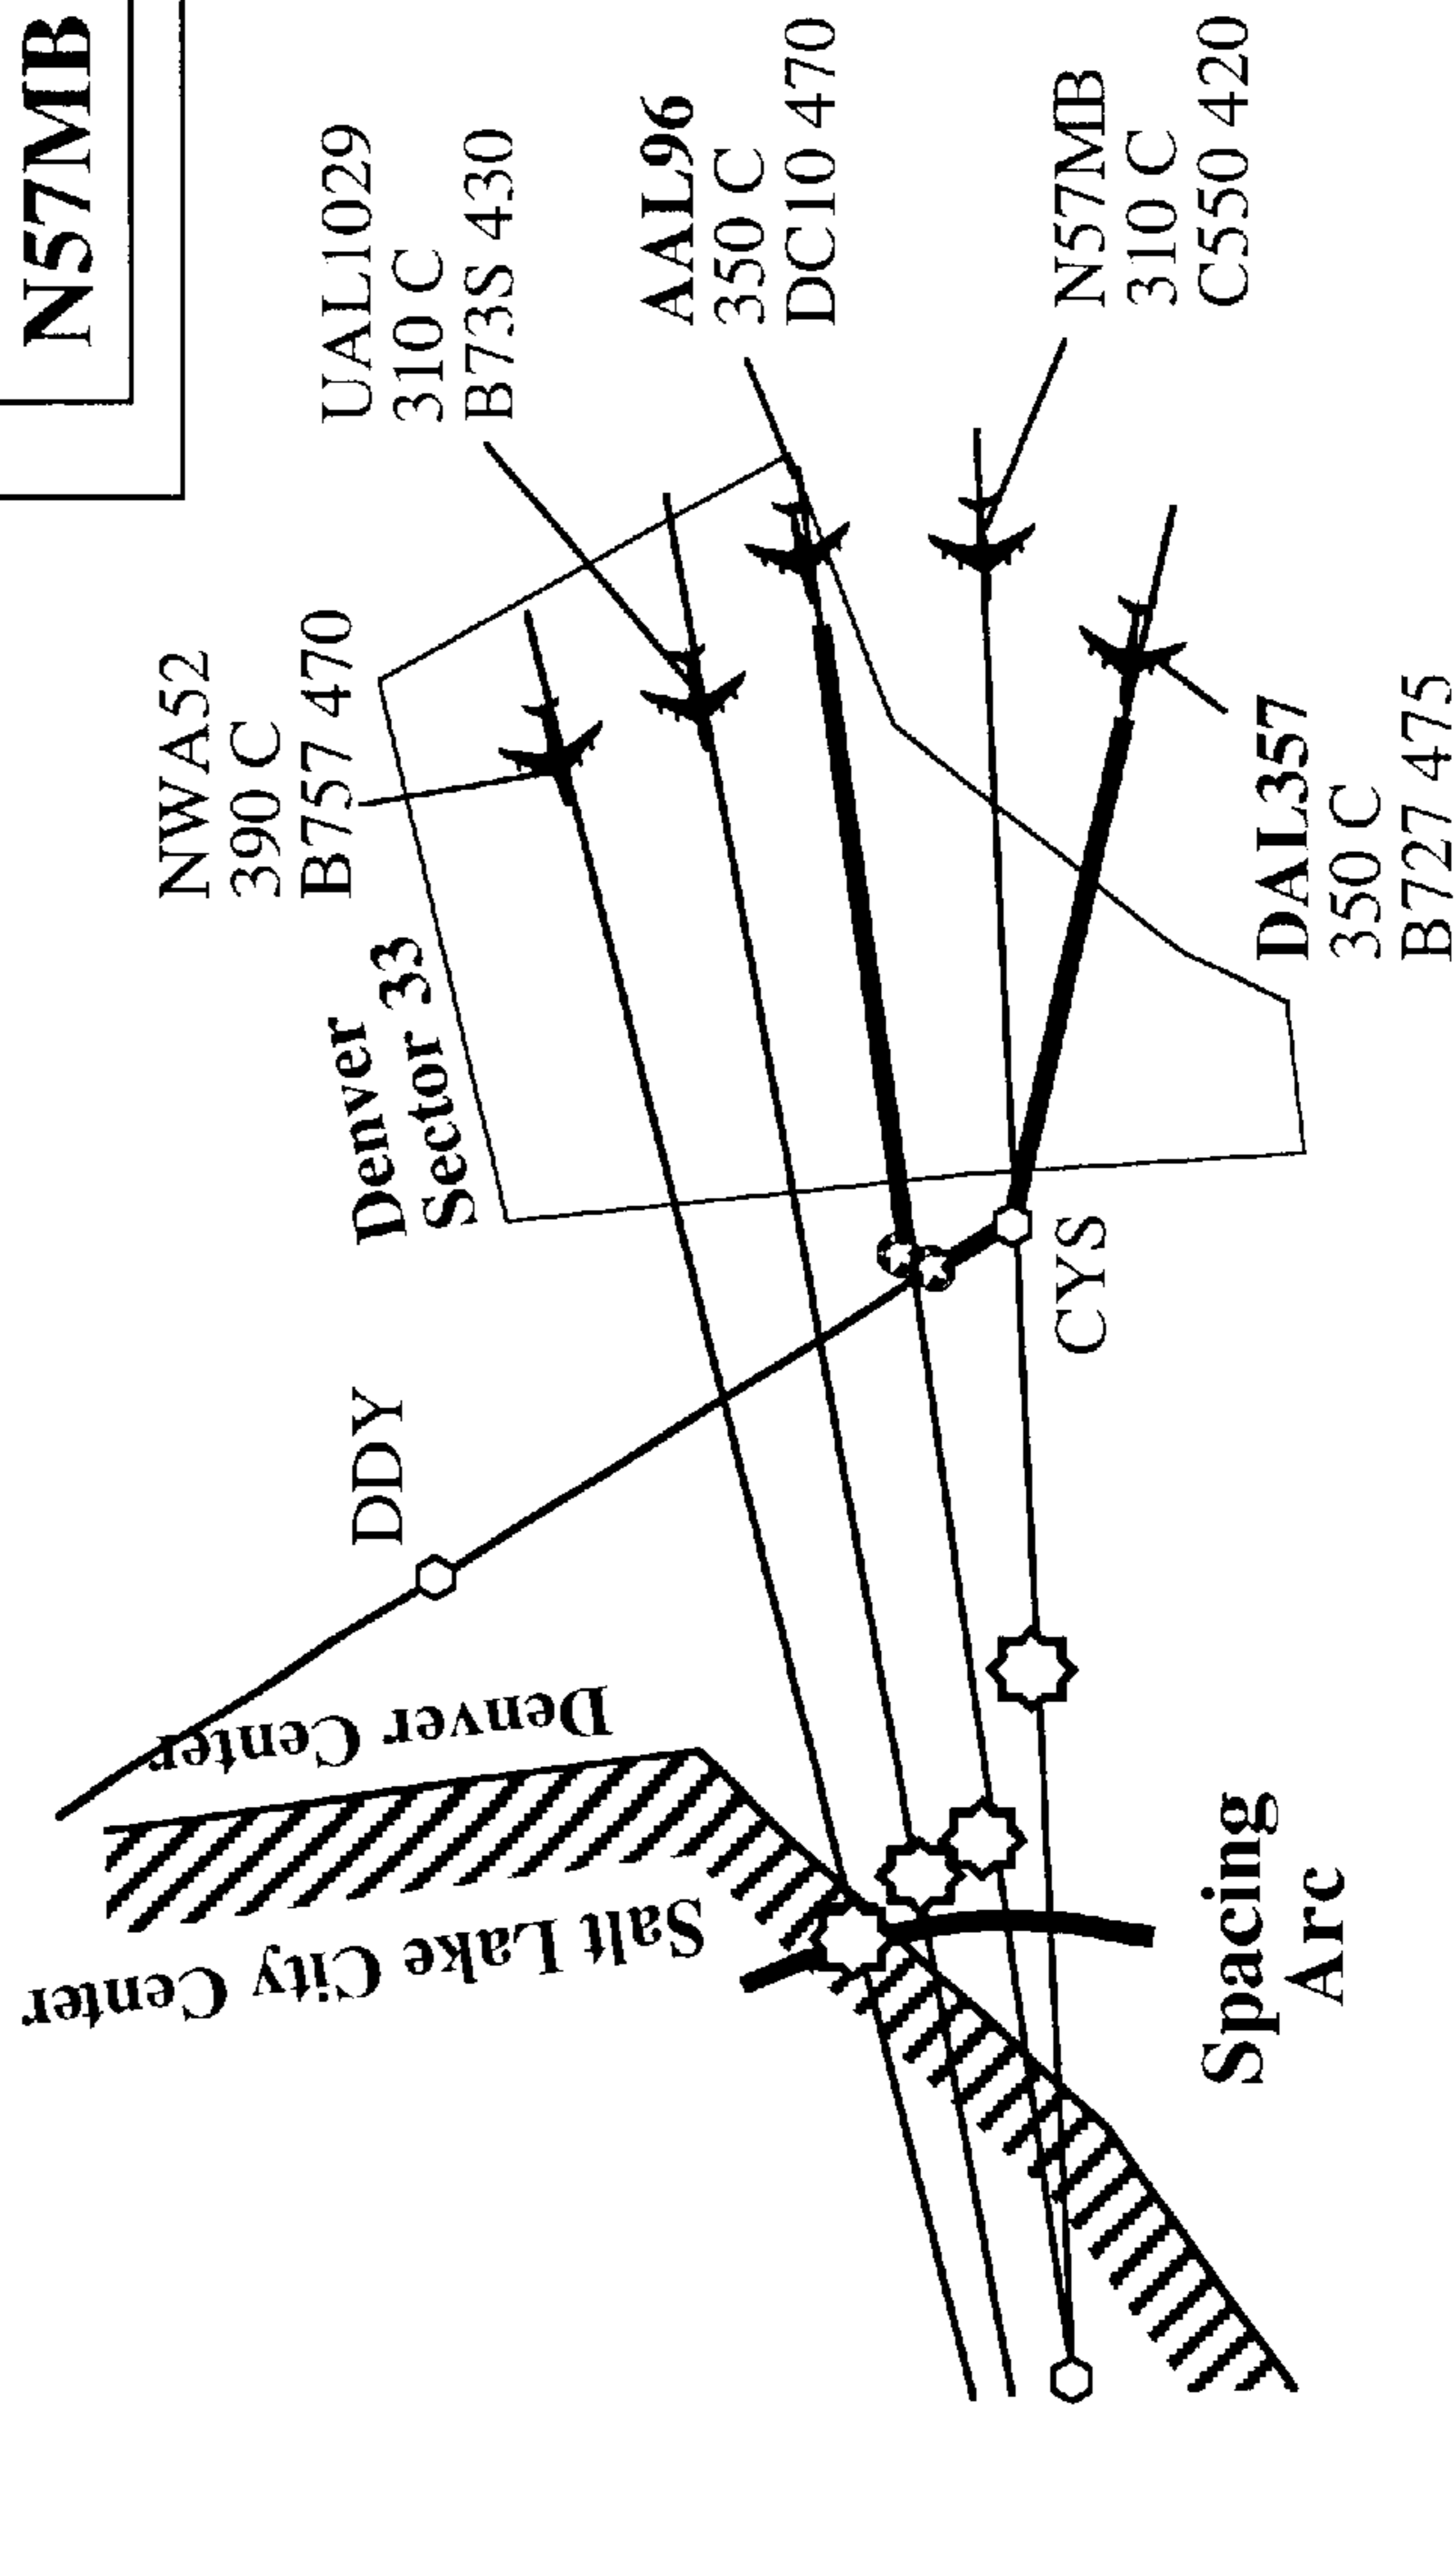 N57MB
UAL1029
310 C
B73S 430
AAL96
350 C
DC10 470
N57MB
310 C
C550 420
NWA52
390 C
B757 470
Denver
Sector 33
DAL357
350 C
B727 475
DDY
CYS
Denver Center
Salt Lake City Center
Spacing
Arc